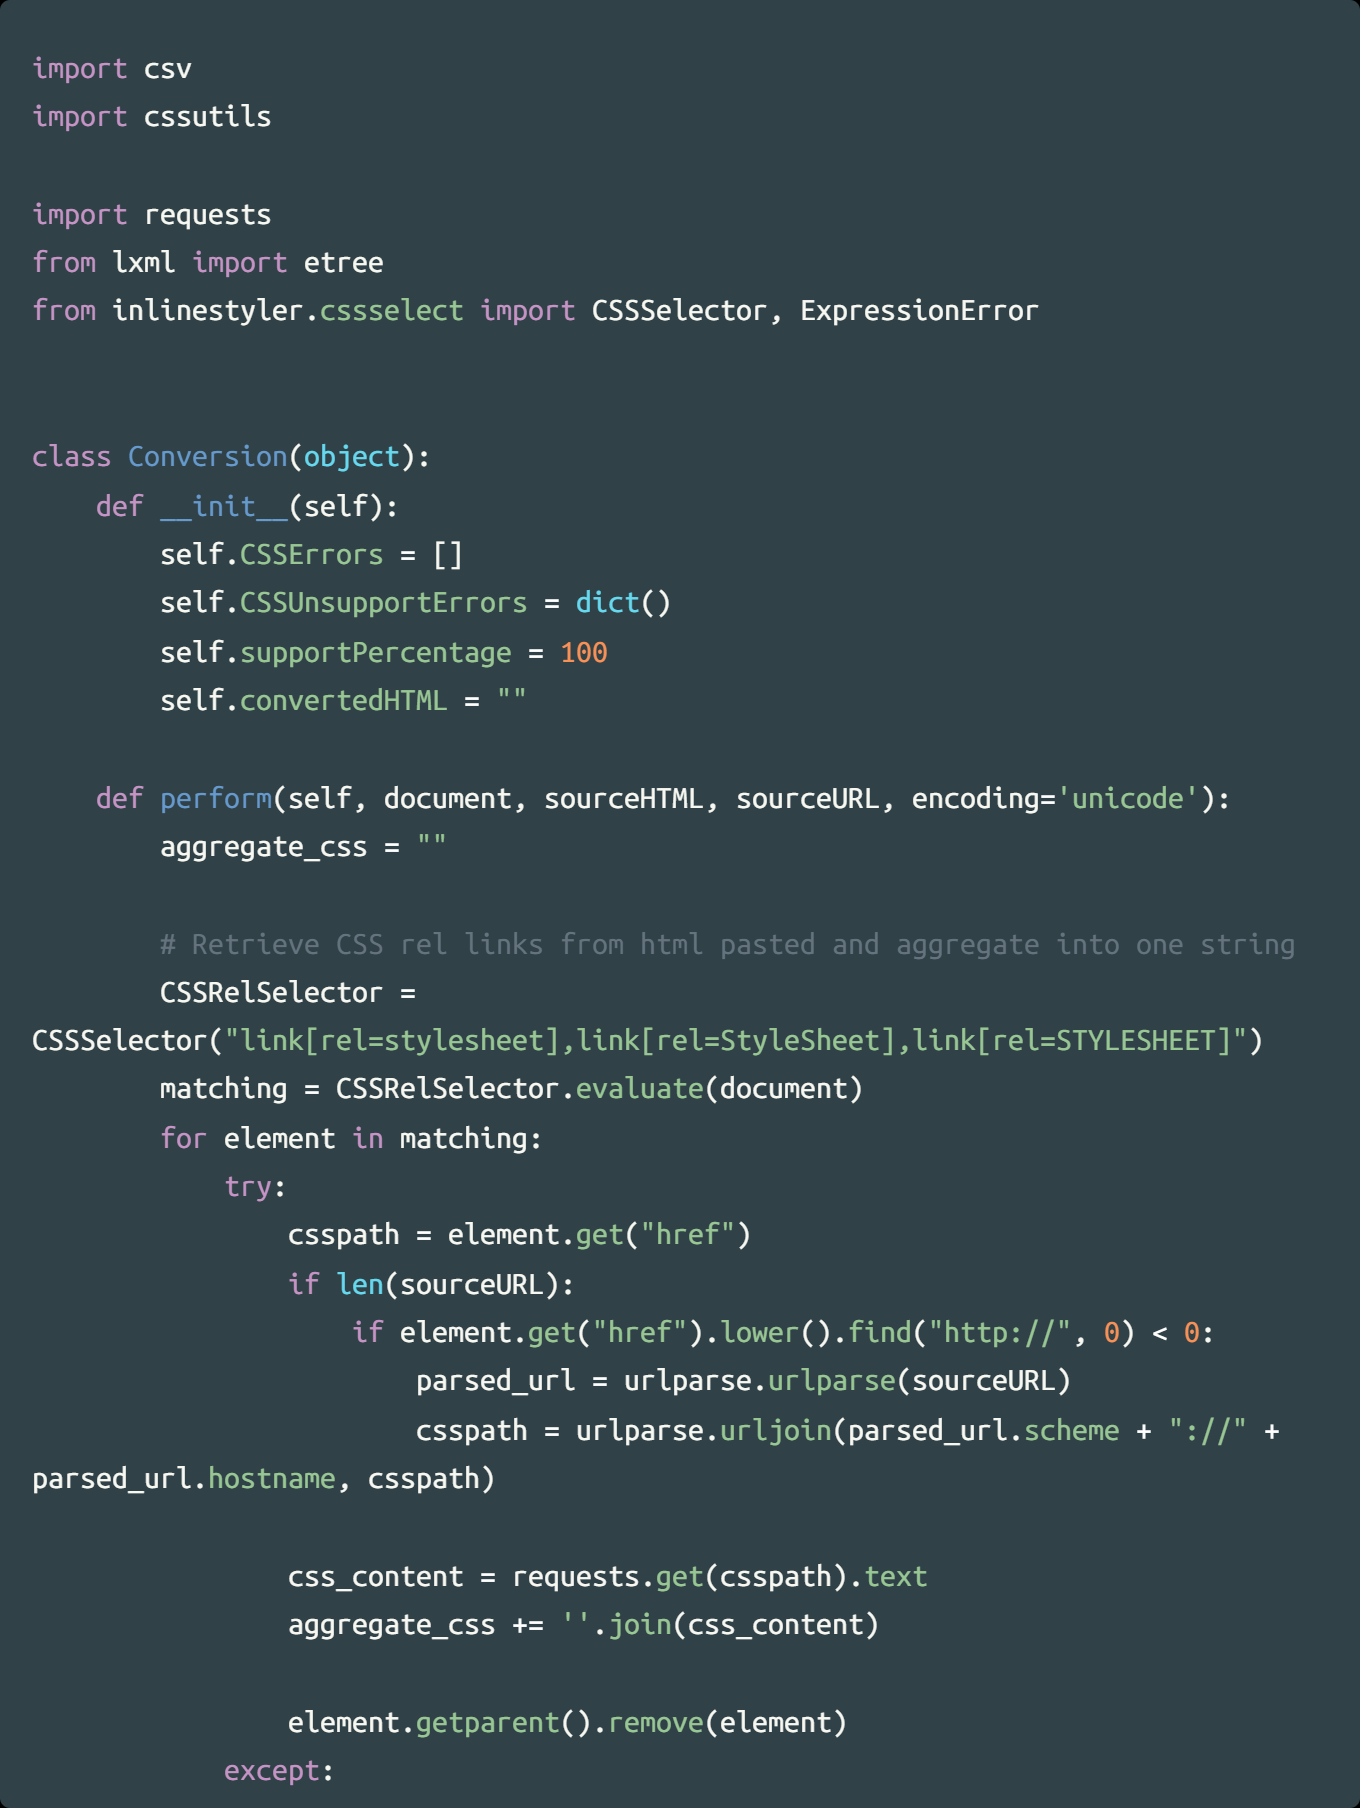 import csv
import cssutils

import requests
from lxml import etree
from inlinestyler.cssselect import CSSSelector, ExpressionError


class Conversion(object):
    def __init__(self):
        self.CSSErrors = []
        self.CSSUnsupportErrors = dict()
        self.supportPercentage = 100
        self.convertedHTML = ""

    def perform(self, document, sourceHTML, sourceURL, encoding='unicode'):
        aggregate_css = ""

        # Retrieve CSS rel links from html pasted and aggregate into one string
        CSSRelSelector =
CSSSelector("link[rel=stylesheet],link[rel=StyleSheet],link[rel=STYLESHEET]")
        matching = CSSRelSelector.evaluate(document)
        for element in matching:
            try:
                csspath = element.get("href")
                if len(sourceURL):
                    if element.get("href").lower().find("http://", 0) < 0:
                        parsed_url = urlparse.urlparse(sourceURL)
                        csspath = urlparse.urljoin(parsed_url.scheme + "://" +
parsed_url.hostname, csspath)

                css_content = requests.get(csspath).text
                aggregate_css += ''.join(css_content)

                element.getparent().remove(element)
            except: